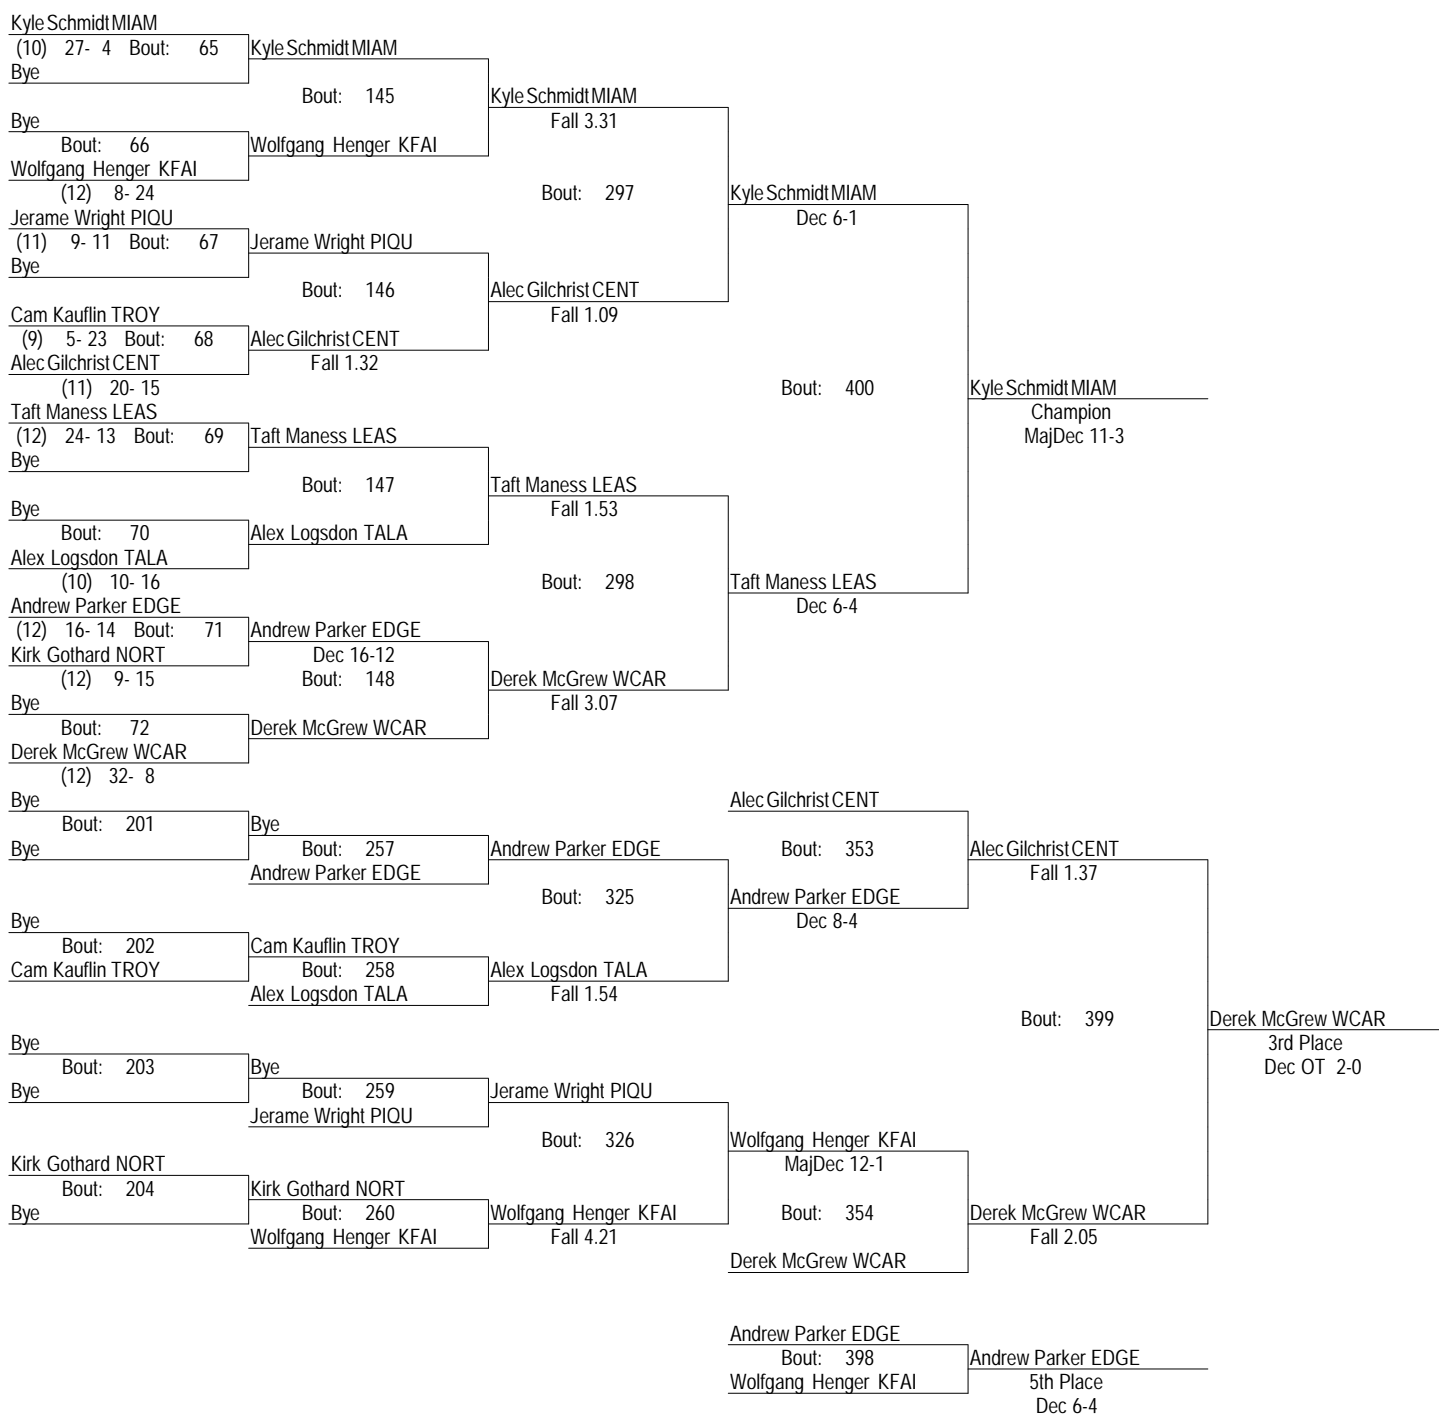 Kyle Schmidt MIAM
(10) 27- 4 Bout: 65 Kyle Schmidt MIAM
Bye
Bout: 145 Kyle Schmidt MIAM
Bye Fall 3.31
Bout: 66 Wolfgang Henger KFAI
Wolfgang Henger KFAI
(12) 8- 24 Bout: 297 Kyle Schmidt MIAM
Jerame Wright PIQU Dec 6-1
(11) 9- 11 Bout: 67 Jerame Wright PIQU
Bye
Bout: 146 Alec Gilchrist CENT
Cam Kauflin TROY Fall 1.09
(9) 5- 23 Bout: 68 Alec Gilchrist CENT
Alec Gilchrist CENT Fall 1.32
(11) 20- 15 Bout: 400 Kyle Schmidt MIAM
Taft Maness LEAS Champion
(12) 24- 13 Bout: 69 Taft Maness LEAS MajDec 11-3
Bye
Bout: 147 Taft Maness LEAS
Bye Fall 1.53
Bout: 70 Alex Logsdon TALA
Alex Logsdon TALA
(10) 10- 16 Bout: 298 Taft Maness LEAS
Andrew Parker EDGE Dec 6-4
(12) 16- 14 Bout: 71 Andrew Parker EDGE
Kirk Gothard NORT Dec 16-12
(12) 9- 15 Bout: 148 Derek McGrew WCAR
Bye Fall 3.07
Bout: 72 Derek McGrew WCAR
Derek McGrew WCAR
(12) 32- 8
Bye Alec Gilchrist CENT
Bout: 201 Bye
Bye Bout: 257 Andrew Parker EDGE Bout: 353 Alec Gilchrist CENT
Andrew Parker EDGE Fall 1.37
Bout: 325 Andrew Parker EDGE
Bye Dec 8-4
Bout: 202 Cam Kauflin TROY
Cam Kauflin TROY Bout: 258 Alex Logsdon TALA
Alex Logsdon TALA Fall 1.54
Bout: 399 Derek McGrew WCAR
Bye 3rd Place
Bout: 203 Bye Dec OT 2-0
Bye Bout: 259 Jerame Wright PIQU
Jerame Wright PIQU
Bout: 326 Wolfgang Henger KFAI
Kirk Gothard NORT MajDec 12-1
Bout: 204 Kirk Gothard NORT
Bye Bout: 260 Wolfgang Henger KFAI Bout: 354 Derek McGrew WCAR
Wolfgang Henger KFAI Fall 4.21 Fall 2.05
Derek McGrew WCAR
Andrew Parker EDGE
Bout: 398 Andrew Parker EDGE
Wolfgang Henger KFAI 5th Place
Dec 6-4